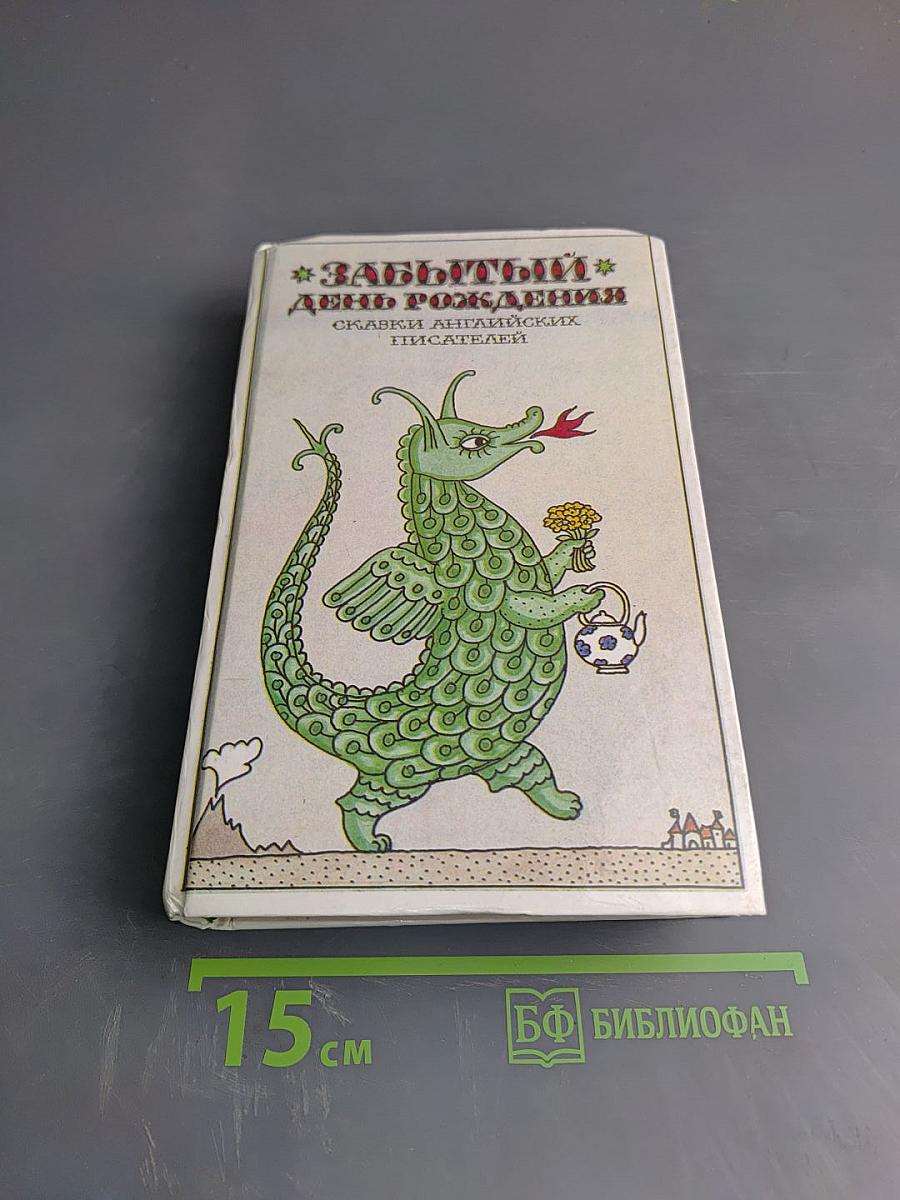 ЗАБЫТЫЙ
ДЕНЬ РОЖДЕНИЯ
СКАЗКИ АНГЛИЙСКИХ
ПИСАТЕЛЕЙ
15 см
БФ БИБЛИОФАН